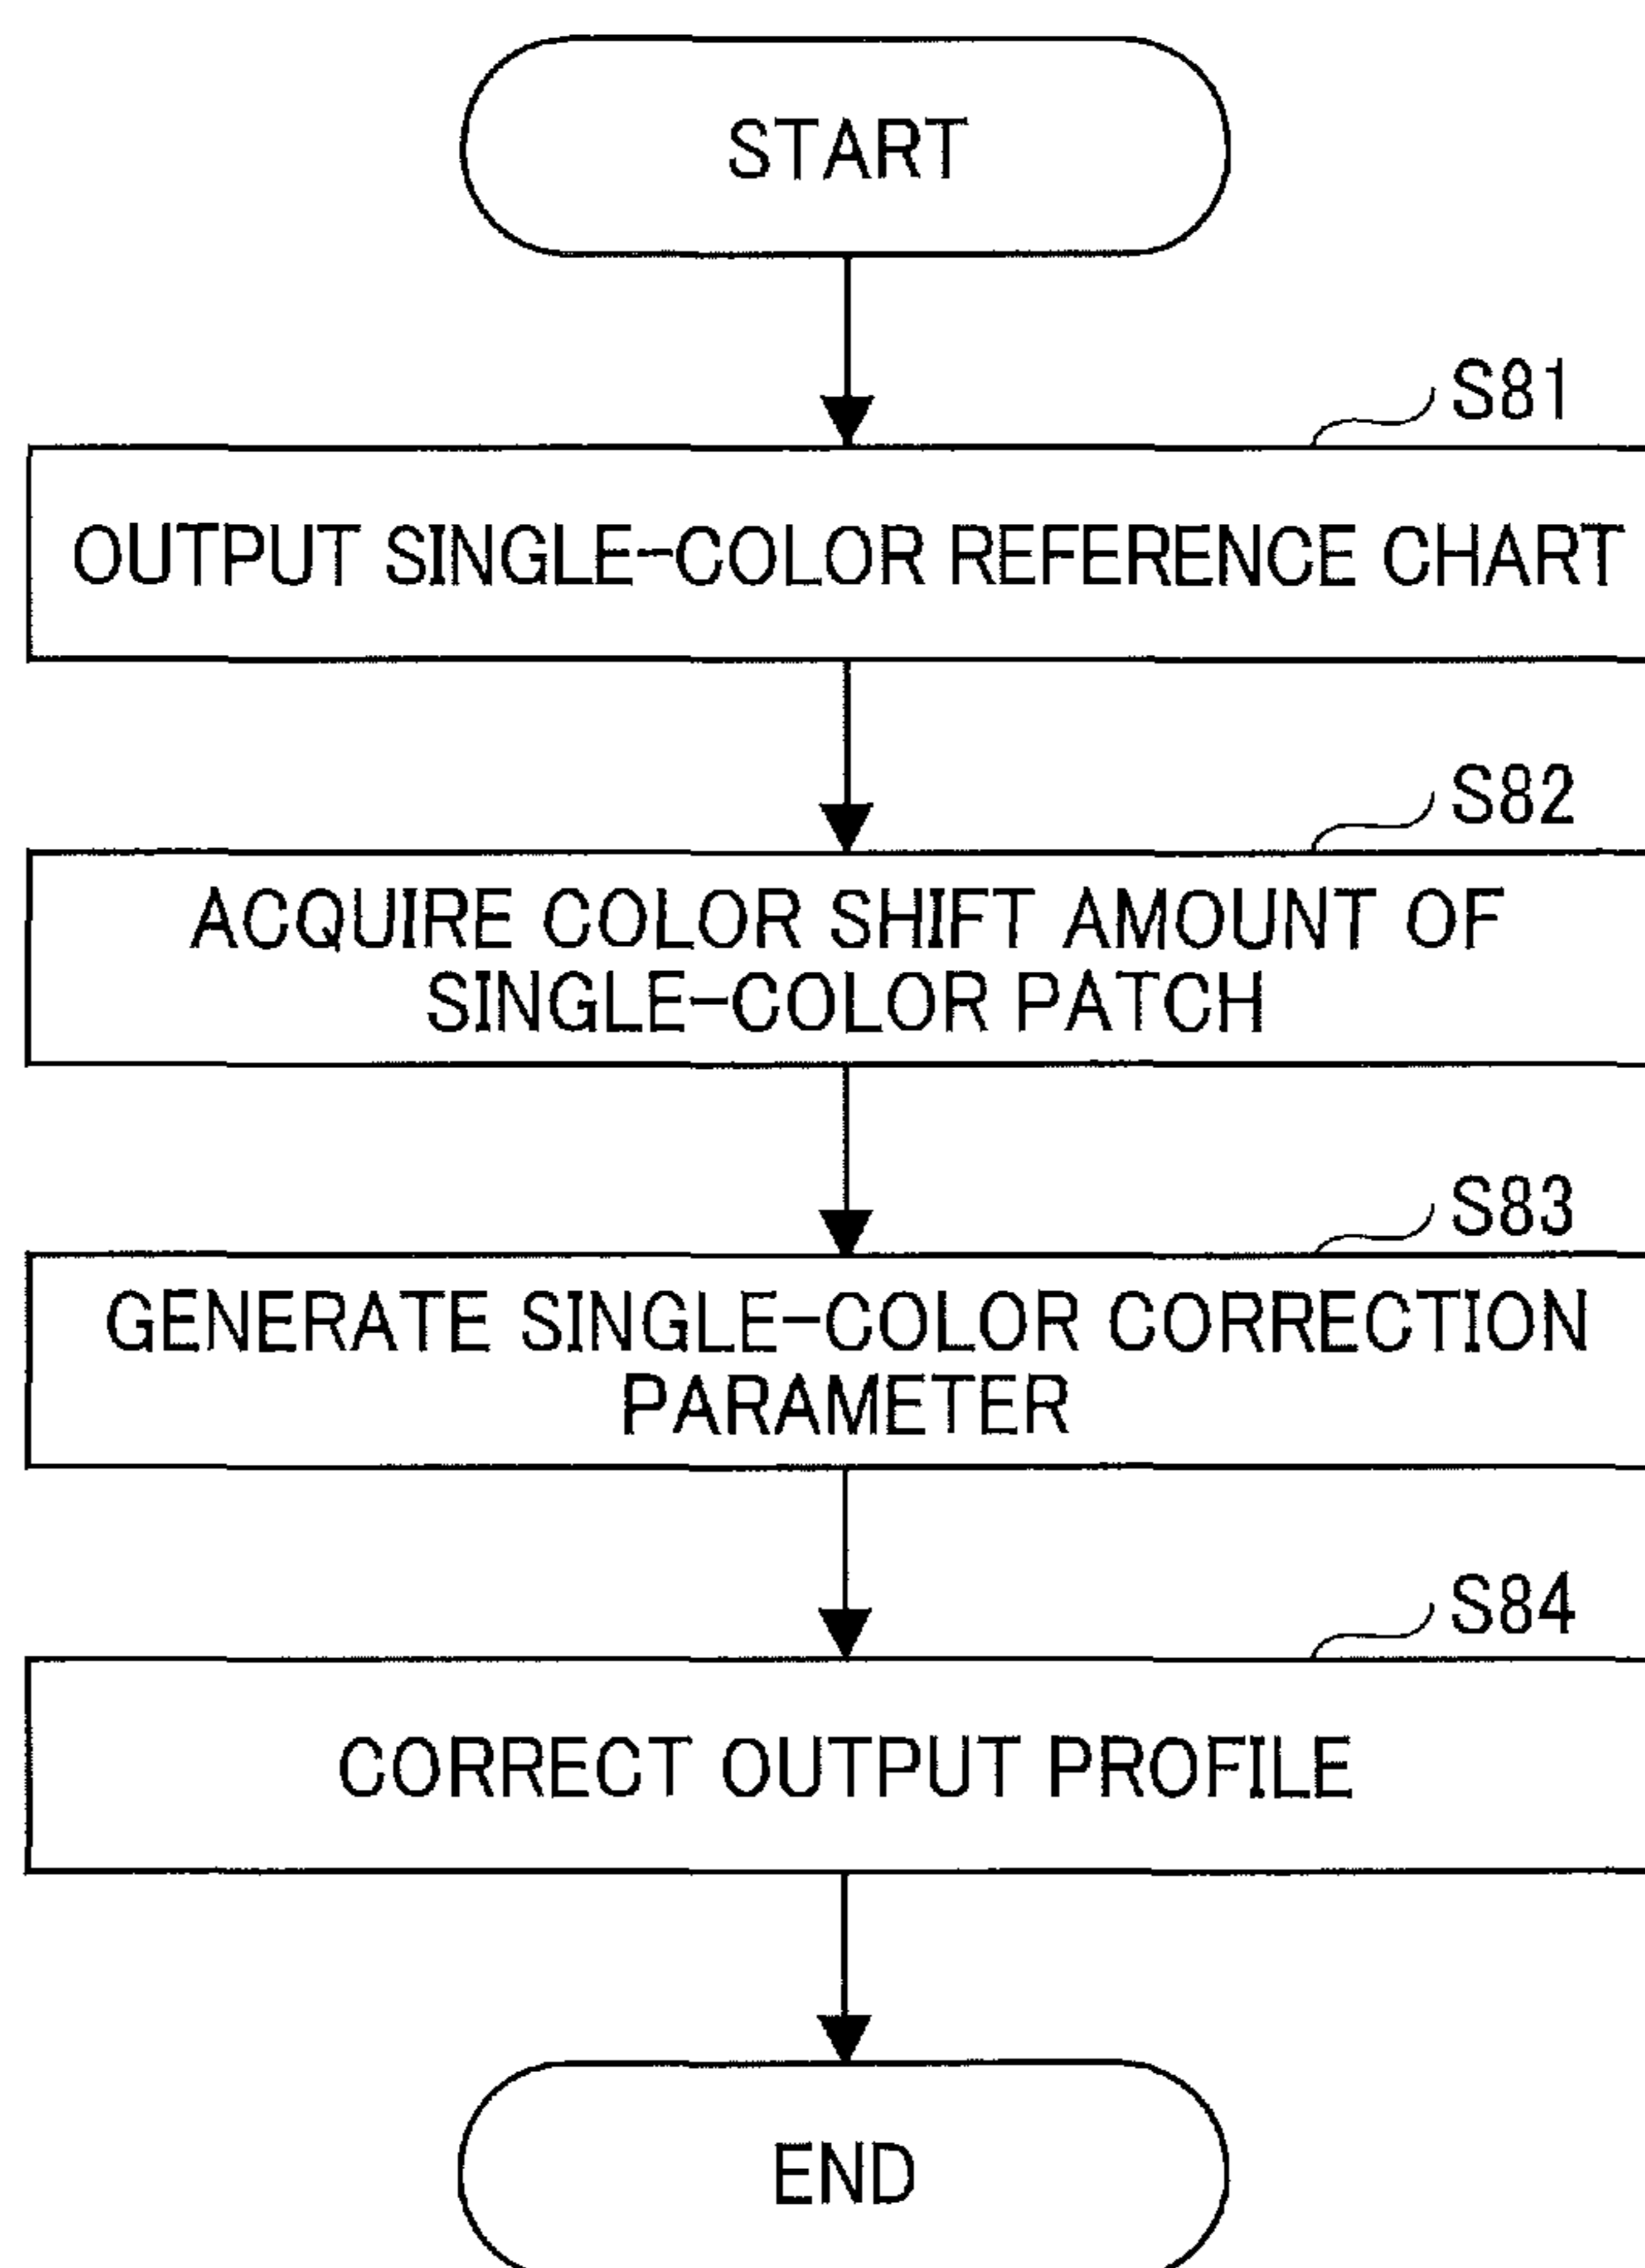 START
S81
OUTPUT SINGLE-COLOR REFERENCE CHART
S82
ACQUIRE COLOR SHIFT AMOUNT OF
SINGLE-COLOR PATCH
S83
GENERATE SINGLE-COLOR CORRECTION
PARAMETER
S84
CORRECT OUTPUT PROFILE
END